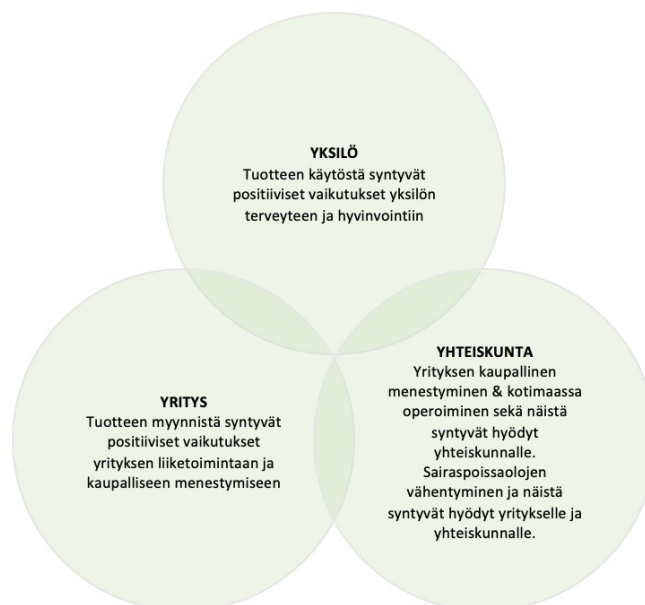 YKSILÖ
Tuotteen käytöstä syntyvät
positiiviset vaikutukset yksilön
terveyteen ja hyvinvointiin
YRITYS
Tuotteen myynnistä syntyvät
positiiviset vaikutukset
yrityksen liiketoimintaan ja
kaupalliseen menestymiseen
YHTEISKUNTA
Yrityksen kaupallinen
menestyminen & kotimaassa
operoiminen sekä näistä
syntyvät hyödyt
yhteiskunnalle.
Sairaspoissaolojen
vähentyminen ja näistä
syntyvät hyödyt yritykselle ja
yhteiskunnalle.